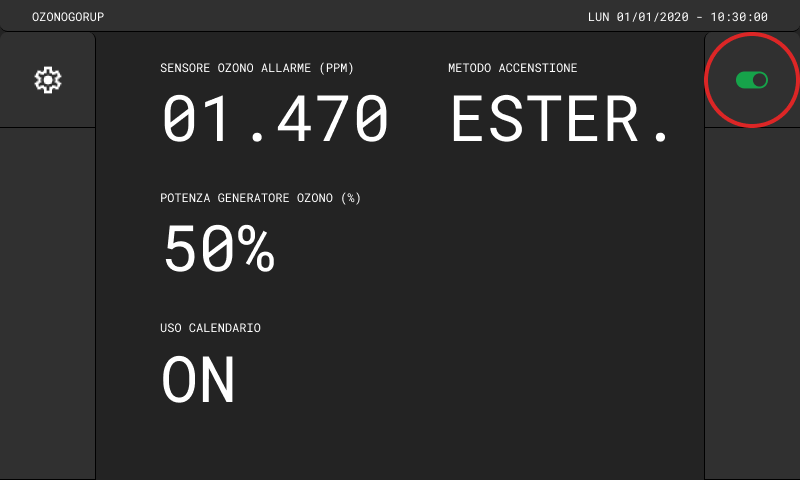 OZONOGORUP
LUN 01/01/2020 - 10:30:00
SENSORE OZONO ALLARME (PPM)
METODO ACCENSTIONE
01.470
ESTER.
POTENZA GENERATORE OZONO (%)
50%
USO CALENDARIO
ON